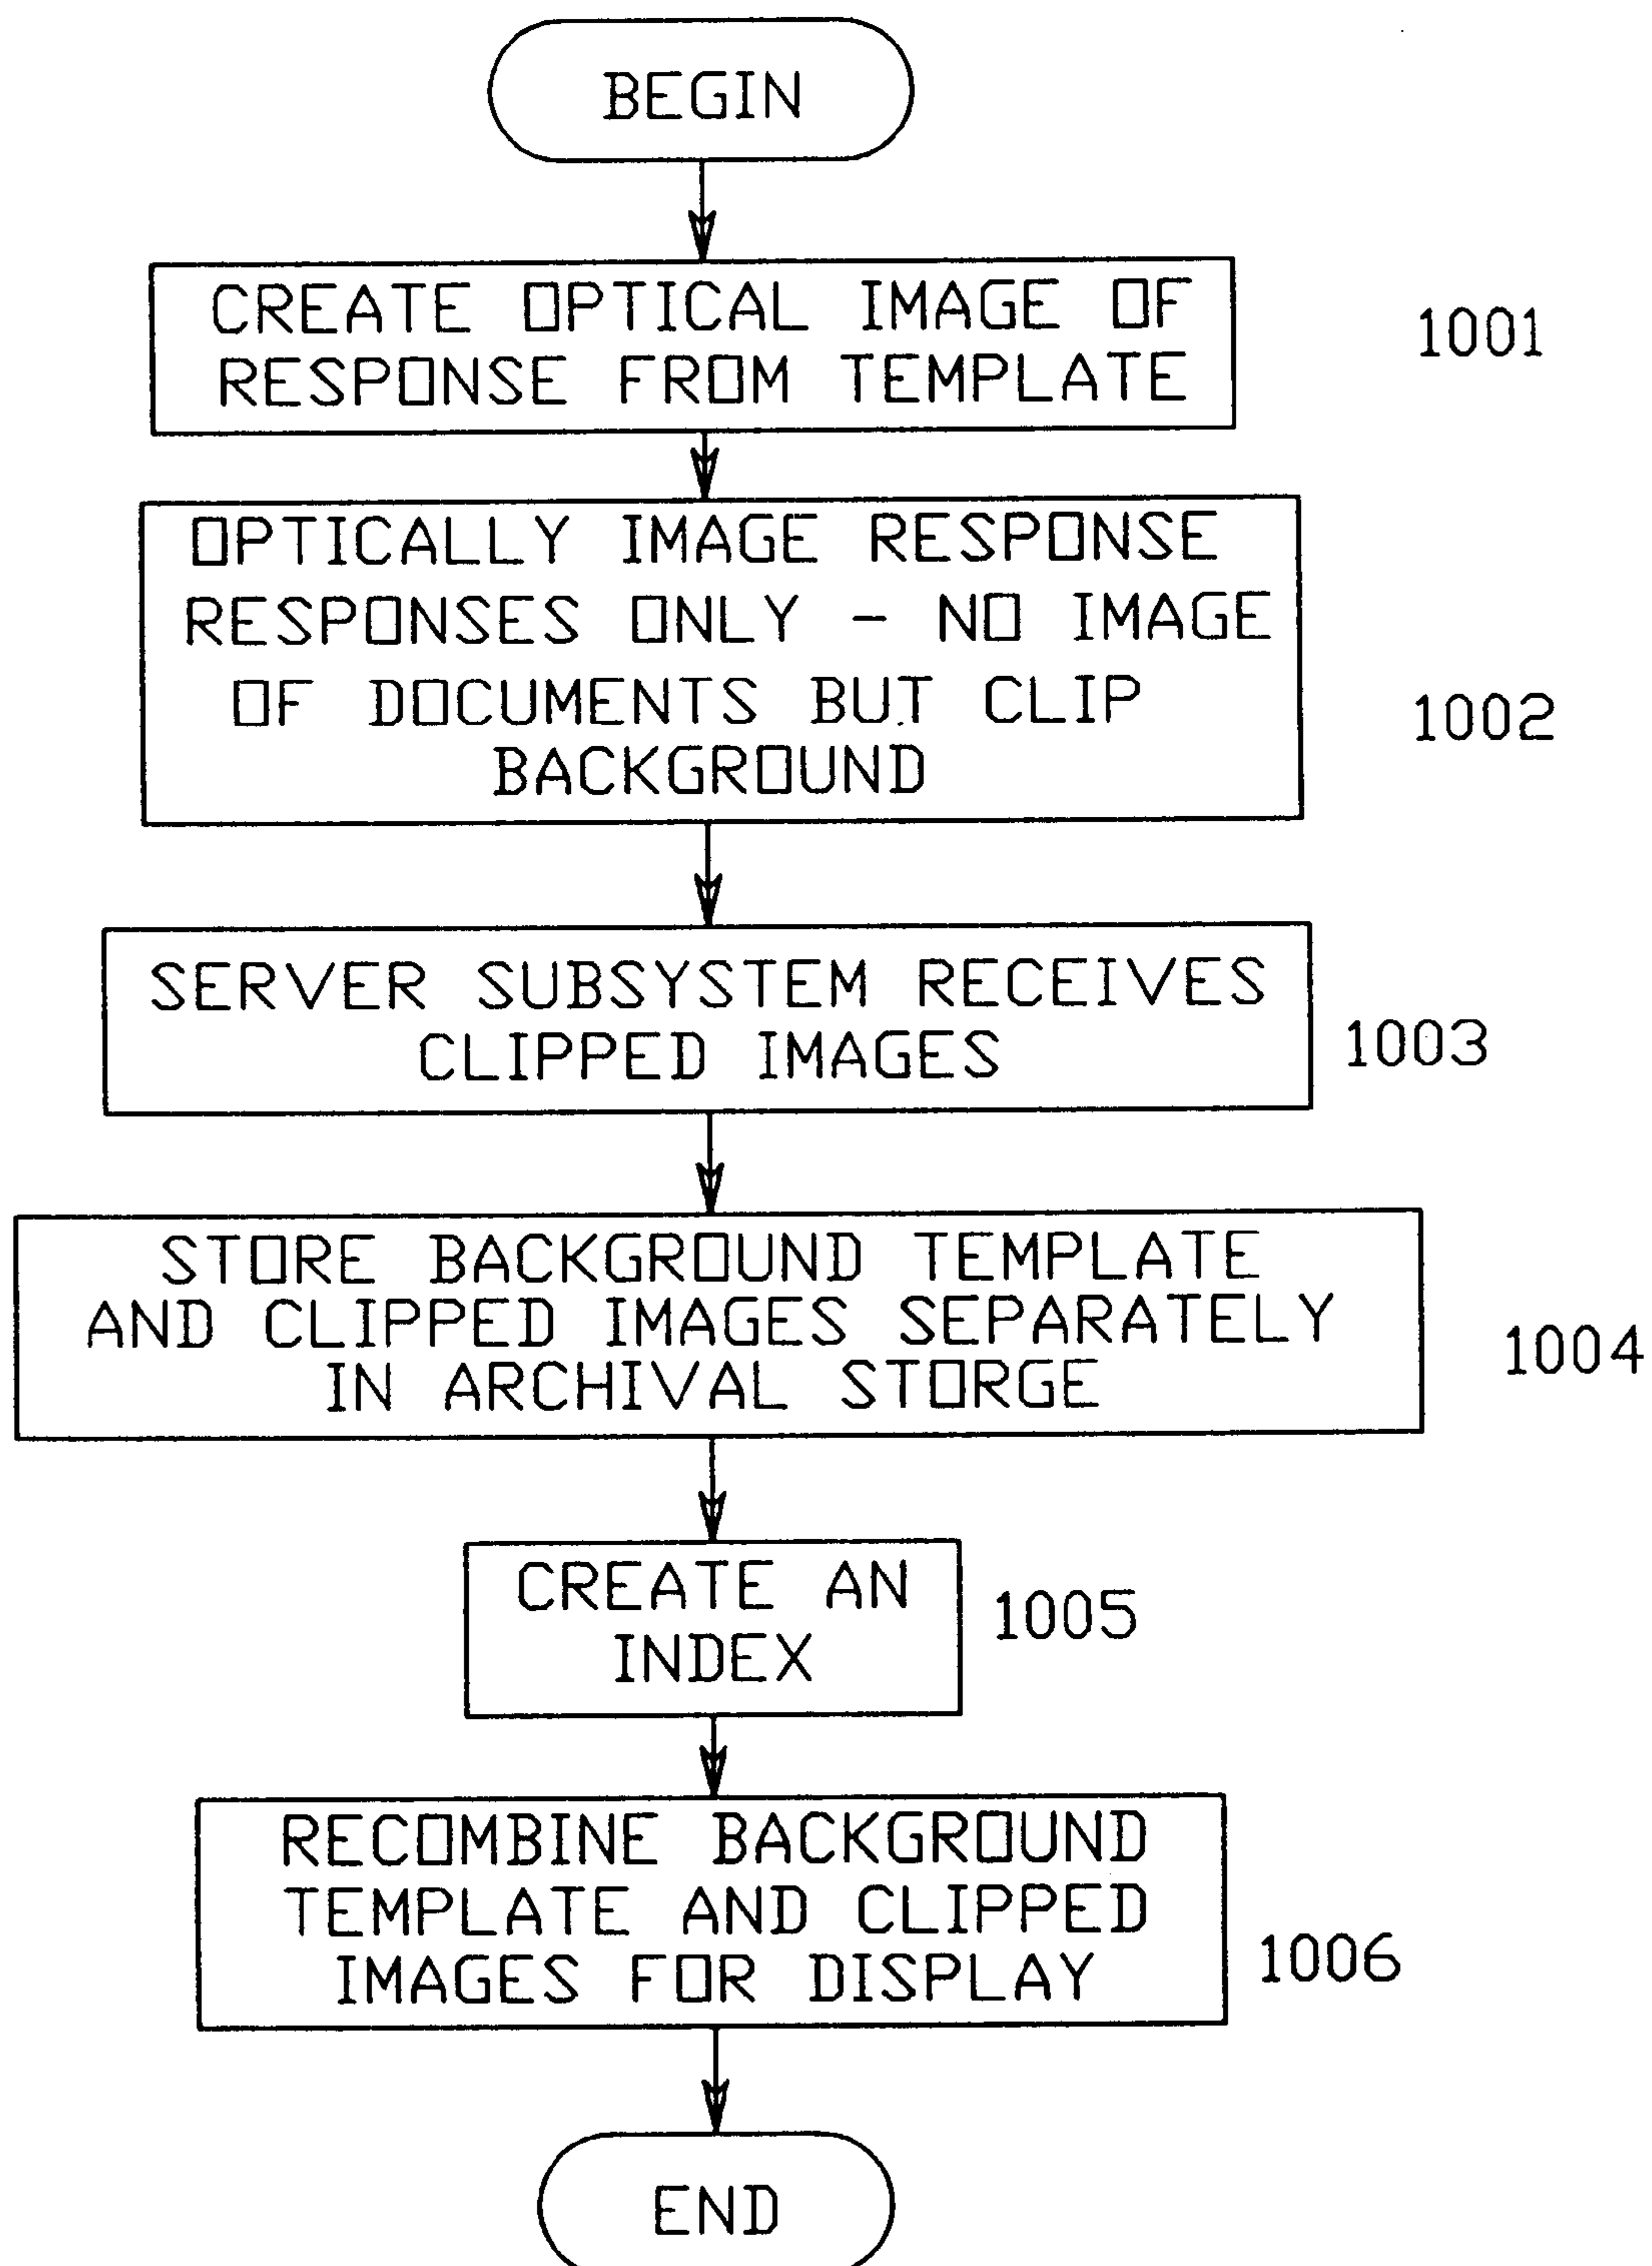 BEGIN
CREATE OPTICAL IMAGE OF
RESPONSE FROM TEMPLATE
1001
OPTICALLY IMAGE RESPONSE
RESPONSES ONLY - NO IMAGE
OF DOCUMENTS BUT CLIP
BACKGROUND
1002
SERVER SUBSYSTEM RECEIVES
CLIPPED IMAGES
1003
STORE BACKGROUND TEMPLATE
AND CLIPPED IMAGES SEPARATELY
IN ARCHIVAL STORGE
1004
CREATE AN
INDEX
1005
RECOMBINE BACKGROUND
TEMPLATE AND CLIPPED
IMAGES FOR DISPLAY
1006
END